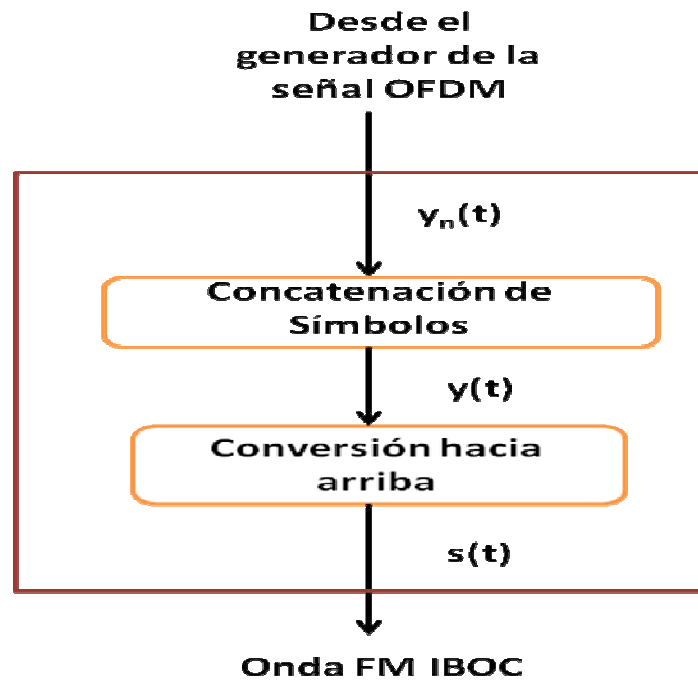 Desde el
generador de la
señal OFDM
yₙ(t)
Concatenación de
Símbolos
y(t)
Conversión hacia
arriba
s(t)
Onda FM IBOC